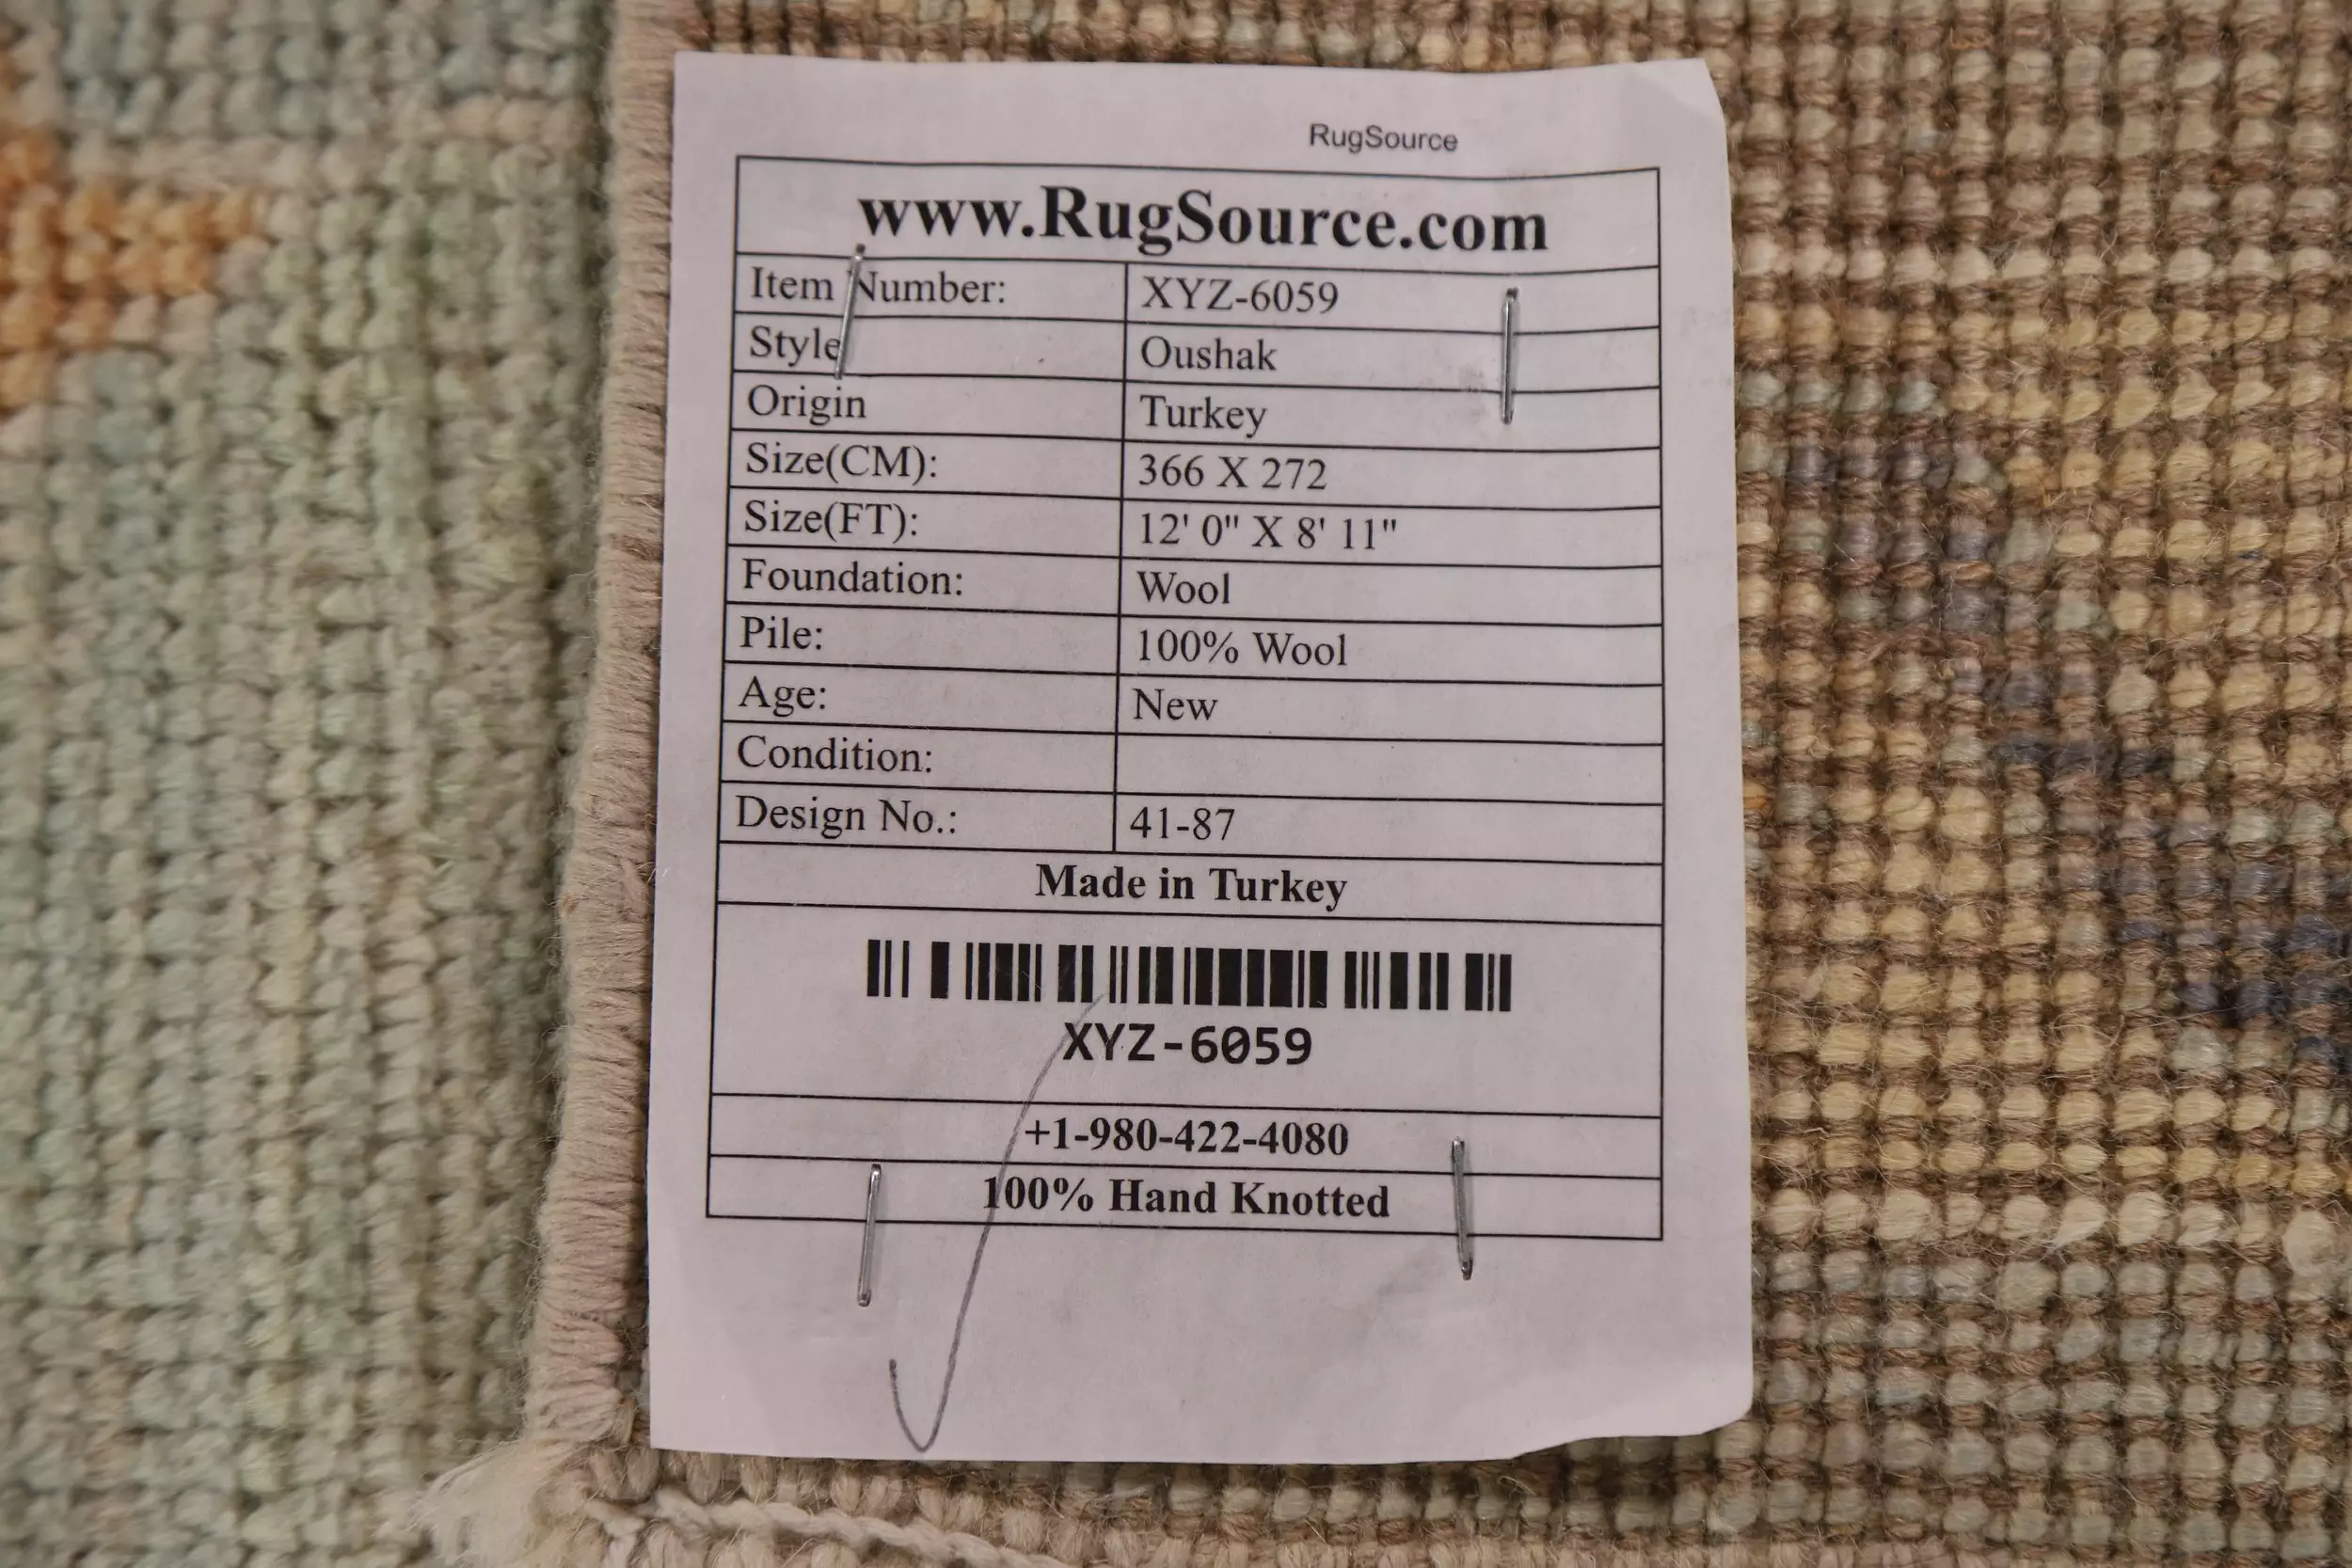 RugSource
www.RugSource.com
Item Number: XYZ-6059
Style Oushak
Origin Turkey
Size(CM): 366 X 272
Size(FT): 12' 0" X 8' 11"
Foundation: Wool
Pile: 100% Wool
Age: New
Condition:
Design No.: 41-87
Made in Turkey
XYZ-6059
+1-980-422-4080
100% Hand Knotted